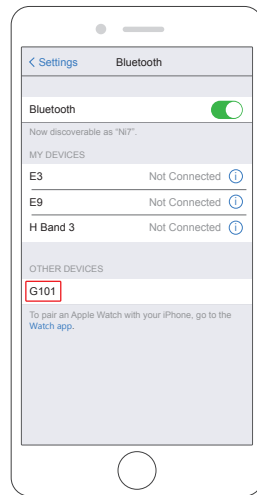 < Settings Bluetooth
Bluetooth
Now discoverable as “Ni7”.
MY DEVICES
E3 Not Connected i
E9 Not Connected i
H Band 3 Not Connected i
OTHER DEVICES
G101
To pair an Apple Watch with your iPhone, go to the
Watch app.